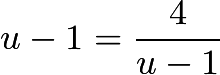 u - 1 = \frac{4}{u - 1}